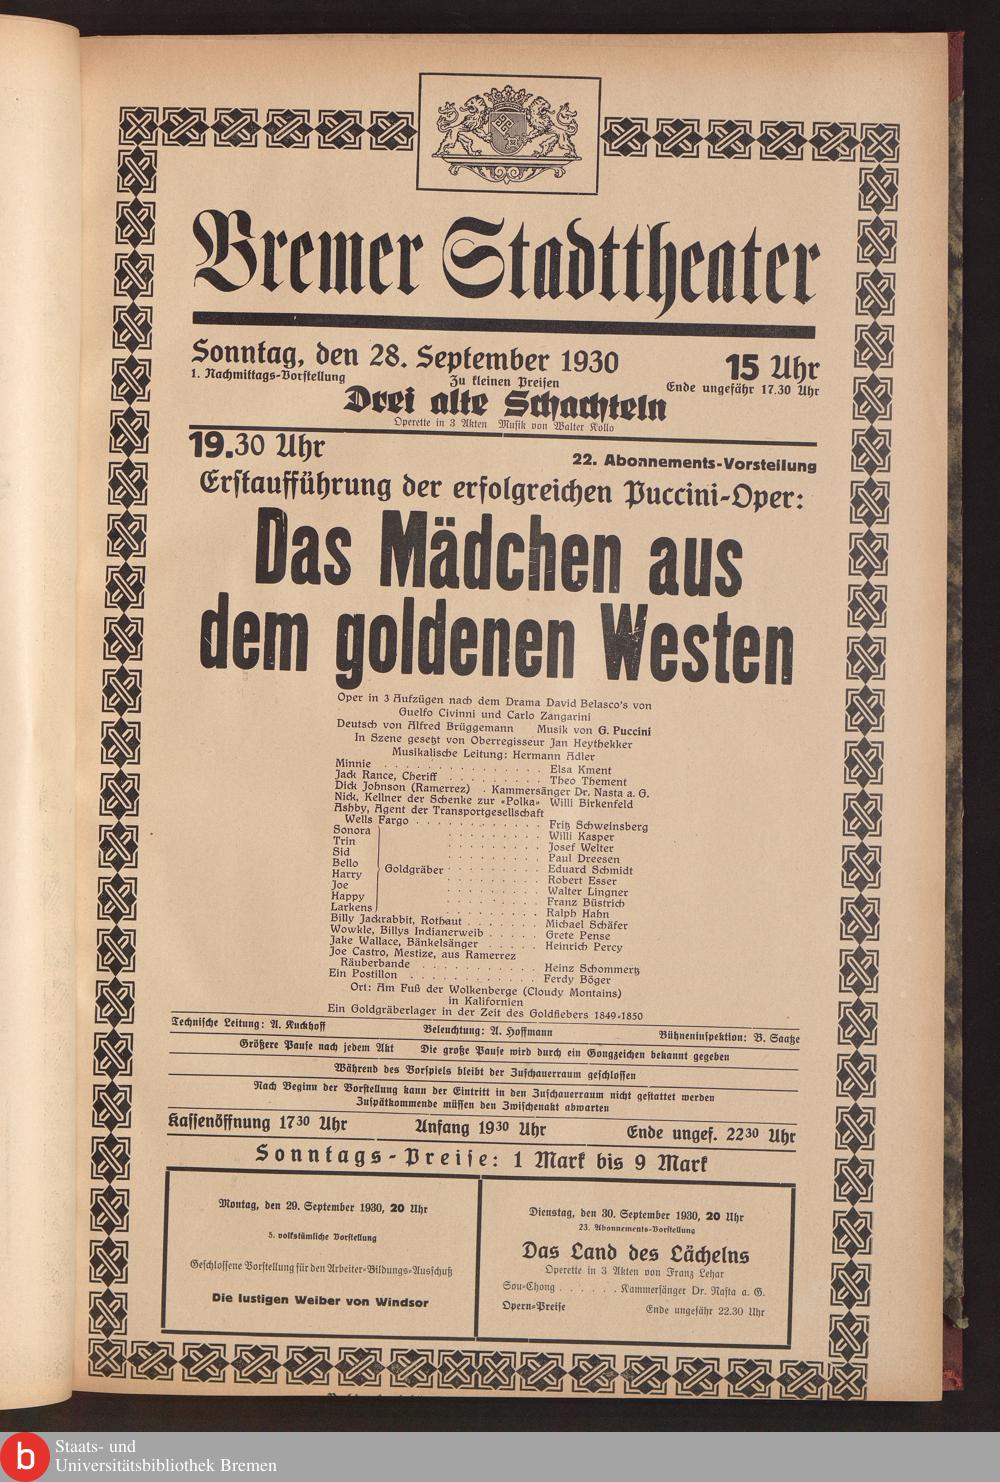 Bremer Stadttheater
Sonntag, den 28. September 1930
15 Uhr
1. Nachmittags-Vorstellung
Zu kleinen Preisen
Ende ungefähr 17.30 Uhr
Drei alte Schachteln
Operette in 3 Akten Musik von Walter Kollo
19.30 Uhr
22. Abonnements-Vorstellung
Erstaufführung der erfolgreichen Puccini-Oper:
Das Mädchen aus
dem goldenen Westen
Oper in 3 Aufzügen nach dem Drama David Belasco's von
Guelfo Civinni und Carlo Zangarini
Deutsch von Alfred Brüggemann Musik von G. Puccini
In Szene gesetzt von Oberregisseur Jan Heythekker
Musikalische Leitung: Hermann Adler
Minnie . . . . . . . . . . . . . . . Elsa Kment
Jack Rance, Cheriff . . . . . . . . . Theo Thement
Dick Johnson (Ramerrez) . Kammersänger Dr. Nasta a. G.
Nick, Kellner der Schenke zur «Polka» Willi Birkenfeld
Ashby, Agent der Transportgesellschaft
Wells Fargo . . . . . . . . . . . . Fritz Schweinsberg
Sonora . . . . . . . . . Willi Kasper
Trin . . . . . . . . . Josef Welter
Sid . . . . . . . . . Paul Dreesen
Bello Goldgräber . . . . . . . . . Eduard Schmidt
Harry . . . . . . . . . Robert Esser
Joe . . . . . . . . . Walter Lingner
Happy . . . . . . . . . Franz Büstrich
Larkens . . . . . . . . . Ralph Hahn
Billy Jackrabbit, Rothaut . . . . . . . Michael Schäfer
Wowkle, Billys Indianerweib . . . . . Grete Pense
Jake Wallace, Bänkelsänger . . . . . Heinrich Percy
Joe Castro, Mestize, aus Ramerrez
Räuberbande . . . . . . . . . . . Heinz Schommertz
Ein Postillon . . . . . . . . . . . . Ferdy Böger
Ort: Am Fuß der Wolkenberge (Cloudy Montains)
in Kalifornien
Ein Goldgräberlager in der Zeit des Goldfiebers 1849-1850
Technische Leitung: A. Kuckhoff
Beleuchtung: A. Hoffmann
Bühneninspektion: B. Saatze
Größere Pause nach jedem Akt Die große Pause wird durch ein Gongzeichen bekannt gegeben
Während des Vorspiels bleibt der Zuschauerraum geschlossen
Nach Beginn der Vorstellung kann der Eintritt in den Zuschauerraum nicht gestattet werden
Zuspätkommende müssen den Zwischenakt abwarten
Kassenöffnung 17 30 Uhr
Anfang 19 30 Uhr
Ende ungef. 22 30 Uhr
Sonntags-Preise: 1 Mark bis 9 Mark
Montag, den 29. September 1930, 20 Uhr
5. volkstümliche Vorstellung
Geschlossene Vorstellung für den Arbeiter-Bildungs-Ausschuß
Die lustigen Weiber von Windsor
Dienstag, den 30. September 1930, 20 Uhr
23. Abonnements-Vorstellung
Das Land des Lächelns
Operette in 3 Akten von Franz Lehar
Sou-Chong . . . . . . Kammersänger Dr. Nasta a. G.
Opern-Preise
Ende ungefähr 22.30 Uhr
b
Staats- und
Universitätsbibliothek Bremen